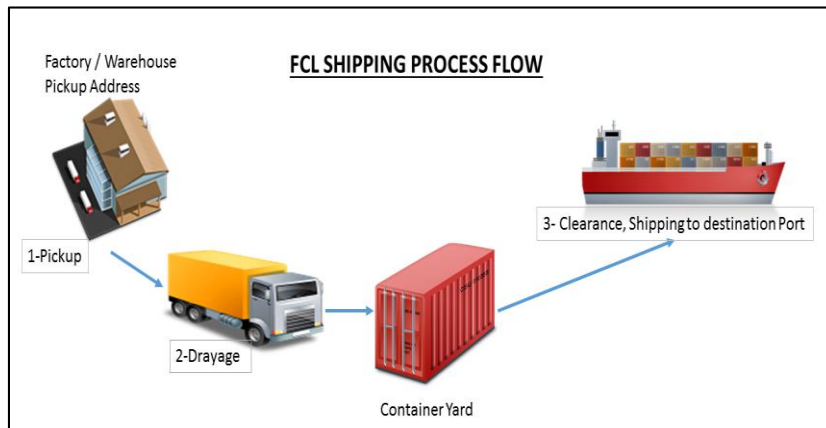 Factory / Warehouse
Pickup Address
FCL SHIPPING PROCESS FLOW
1-Pickup
3- Clearance, Shipping to destination Port
2-Drayage
Container Yard